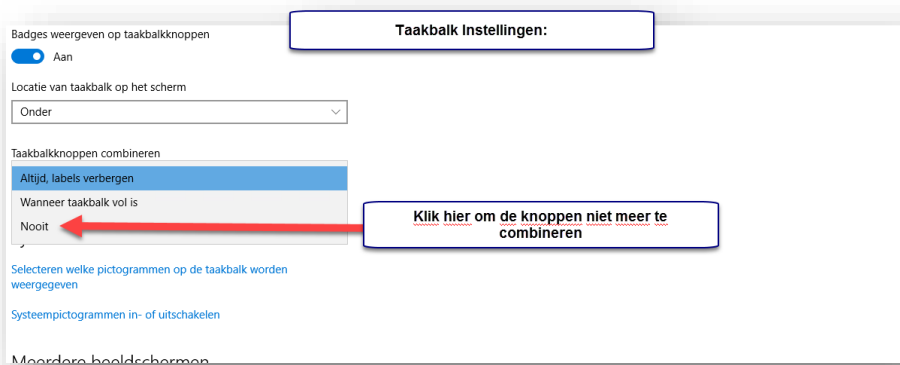 Taakbalk Instellingen:
Badges weergeven op taakbalkknoppen
Aan
Locatie van taakbalk op het scherm
Onder
Taakbalkknoppen combineren
Altijd, labels verbergen
Wanneer taakbalk vol is
Nooit
Klik hier om de knoppen niet meer te
combineren
Selecteren welke pictogrammen op de taakbalk worden
weergegeven
Systeempictogrammen in- of uitschakelen
Meerdere beeldschermen